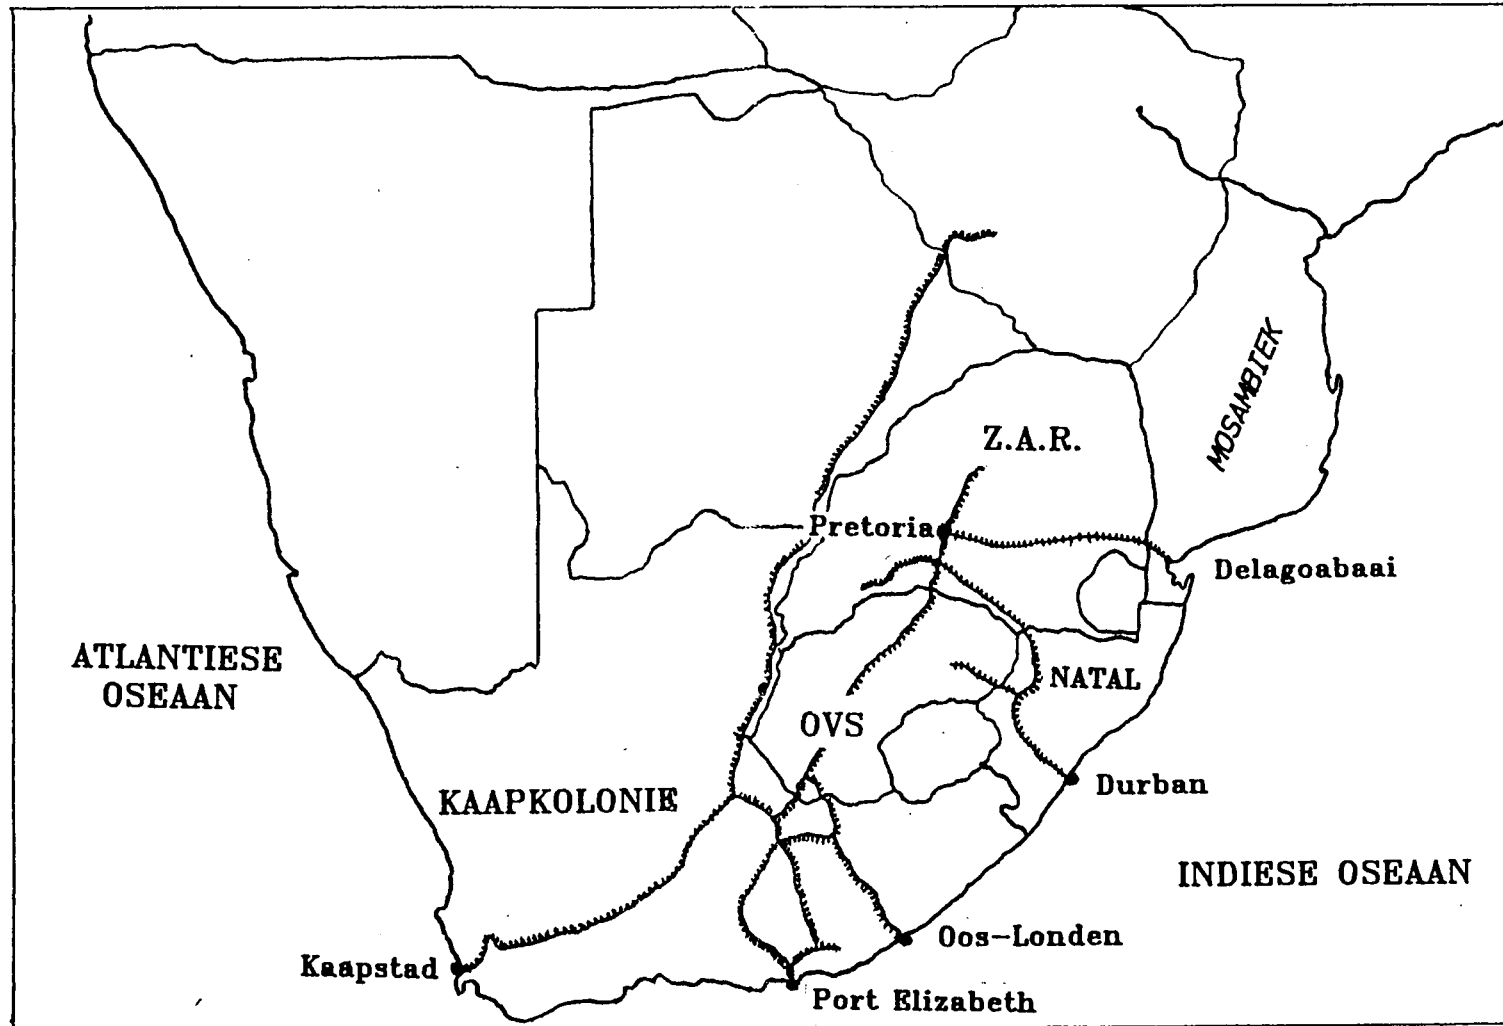 MOSAMBIEK
Z.A.R.
Pretoria
Delagoabaai
ATLANTIESE
OSEAAN
NATAL
OVS
KAAPKOLONIE
Durban
INDIESE OSEAAN
Oos-Londen
Kaapstad
Port Elizabeth